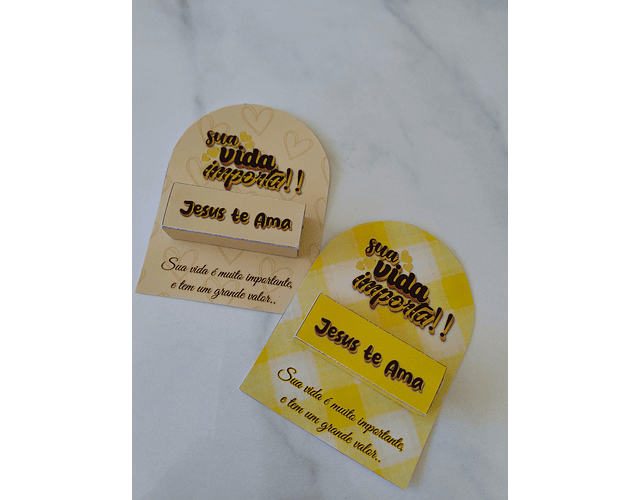 sua
vida
importa!!
Jesus te Ama
Sua vida é muito importante,
e tem um grande valor..
sua
vida
importa!!
Jesus te Ama
Sua vida é muito importante,
e tem um grande valor..